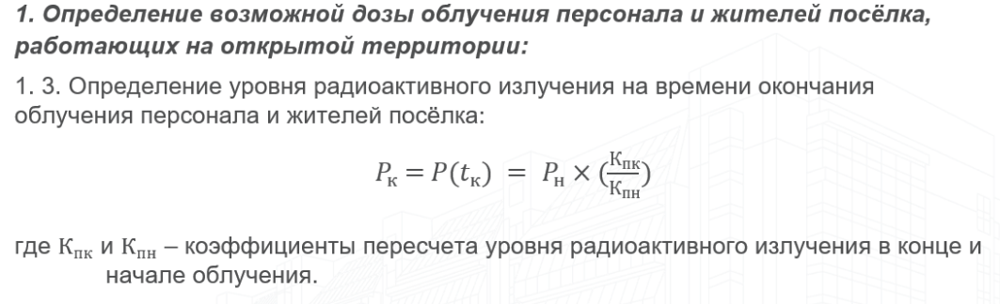 1. Определение возможной дозы облучения персонала и жителей посёлка,
работающих на открытой территории:
1. 3. Определение уровня радиоактивного излучения на времени окончания
облучения персонала и жителей посёлка:
Pк = P(tк) = Pн × (Кпк/Кпн)
где Кпк и Кпн – коэффициенты пересчета уровня радиоактивного излучения в конце и
начале облучения.